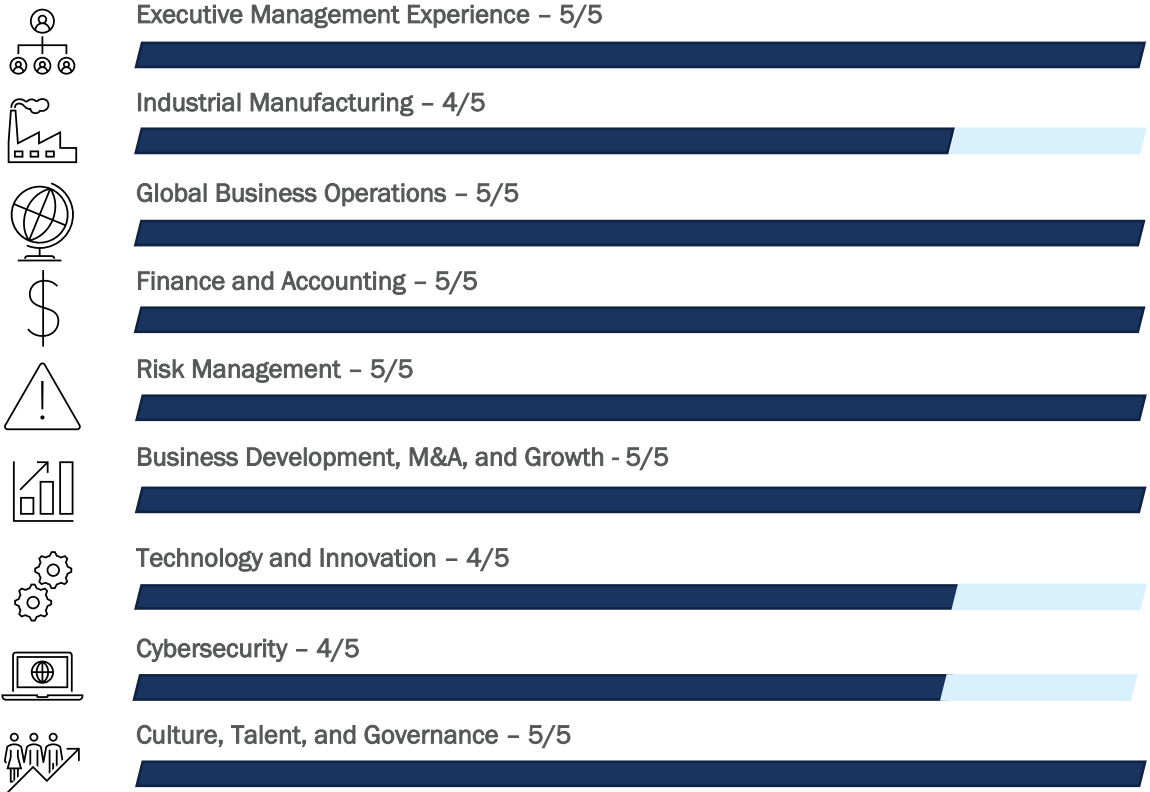 Executive Management Experience – 5/5
Industrial Manufacturing – 4/5
Global Business Operations – 5/5
Finance and Accounting – 5/5
Risk Management – 5/5
Business Development, M&A, and Growth - 5/5
Technology and Innovation – 4/5
Cybersecurity – 4/5
Culture, Talent, and Governance – 5/5